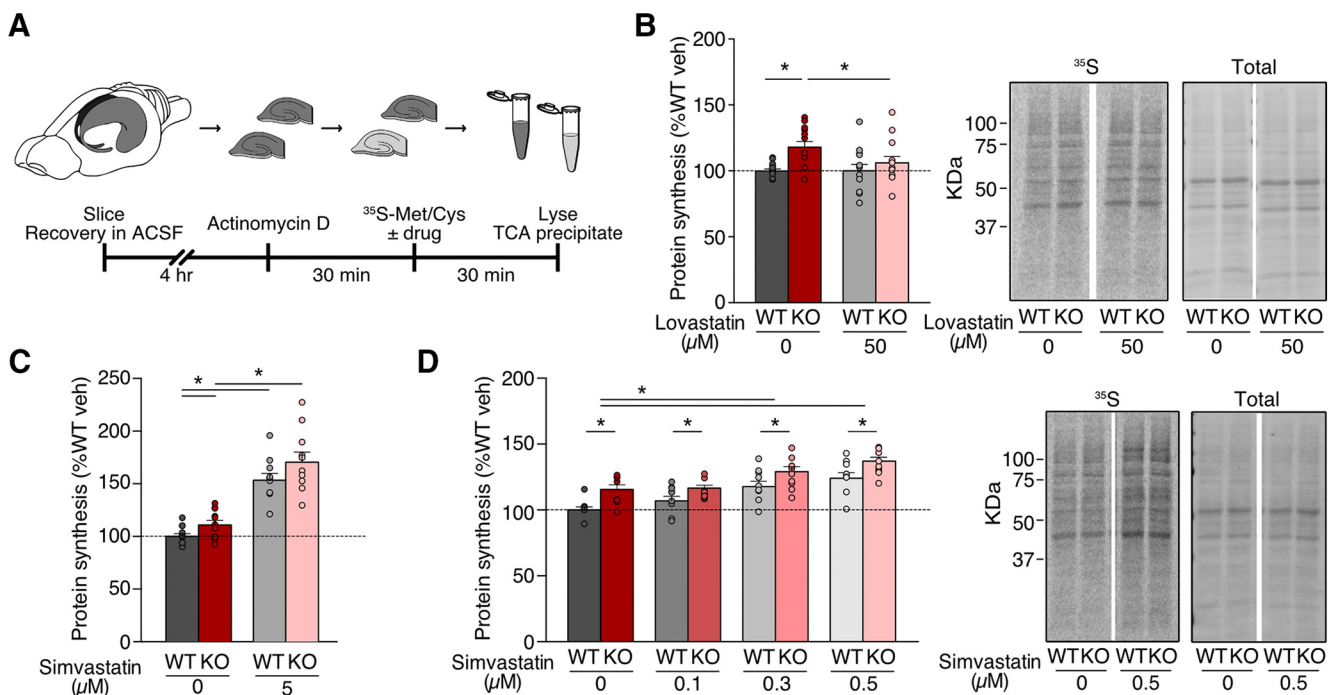 A
Slice
Recovery in ACSF
Actinomycin D
³⁵S-Met/Cys
± drug
Lyse
TCA precipitate
4 hr
30 min
30 min
B
Protein synthesis (%WT veh)
200
150
100
50
0
*
*
WT KO WT KO
Lovastatin
(µM)
0 50
³⁵S Total
KDa
100
75
50
37
WT KO WT KO WT KO WT KO
Lovastatin
(µM)
0 50 0 50
C
Protein synthesis (%WT veh)
250
200
150
100
50
0
*
*
WT KO WT KO
Simvastatin
(µM)
0 5
D
Protein synthesis (%WT veh)
200
150
100
50
0
*
* * * *
WT KO WT KO WT KO WT KO
Simvastatin
(µM)
0 0.1 0.3 0.5
³⁵S Total
KDa
100
75
50
37
WT KO WT KO WT KO WT KO
Simvastatin
(µM)
0 0.5 0 0.5